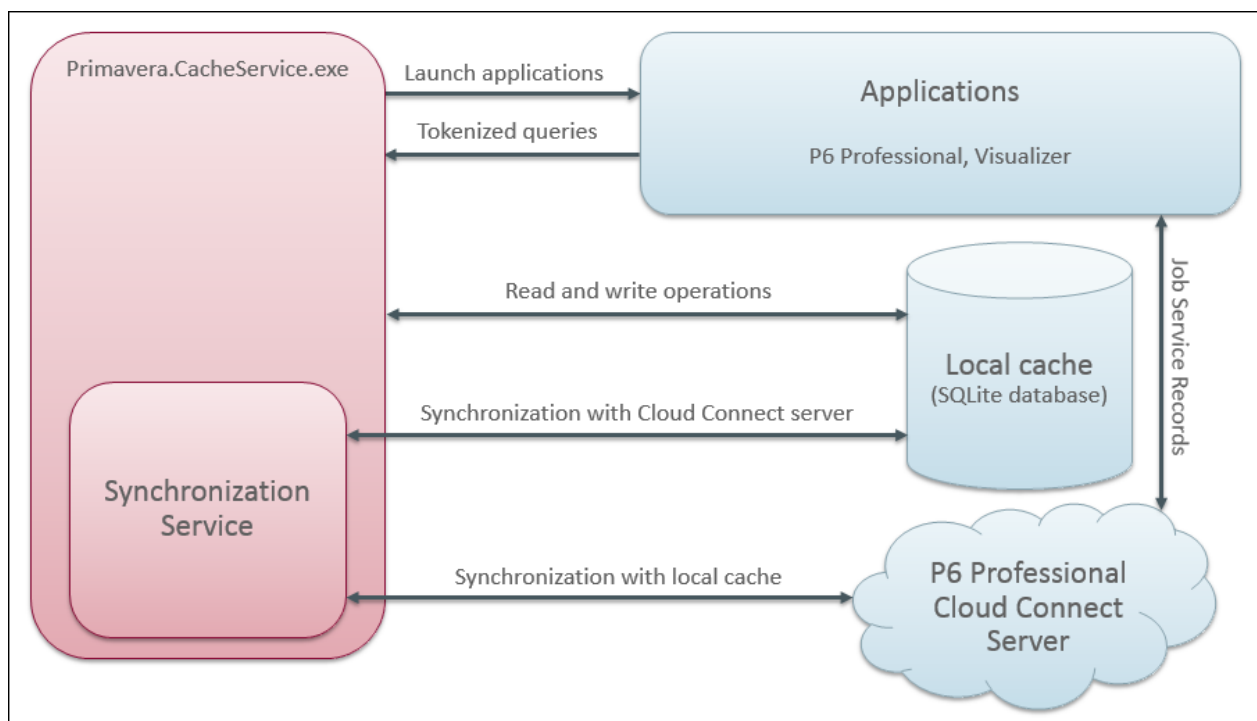 Primavera.CacheService.exe
Launch applications
Tokenized queries
Applications
P6 Professional, Visualizer
Read and write operations
Local cache
(SQLite database)
Job Service Records
Synchronization with Cloud Connect server
Synchronization
Service
Synchronization with local cache
P6 Professional
Cloud Connect
Server